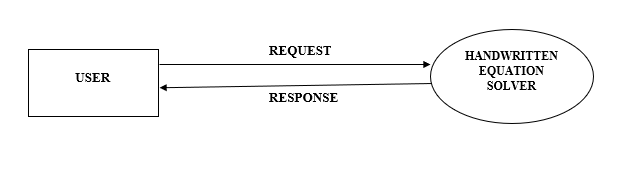 USER
REQUEST
RESPONSE
HANDWRITTEN
EQUATION
SOLVER